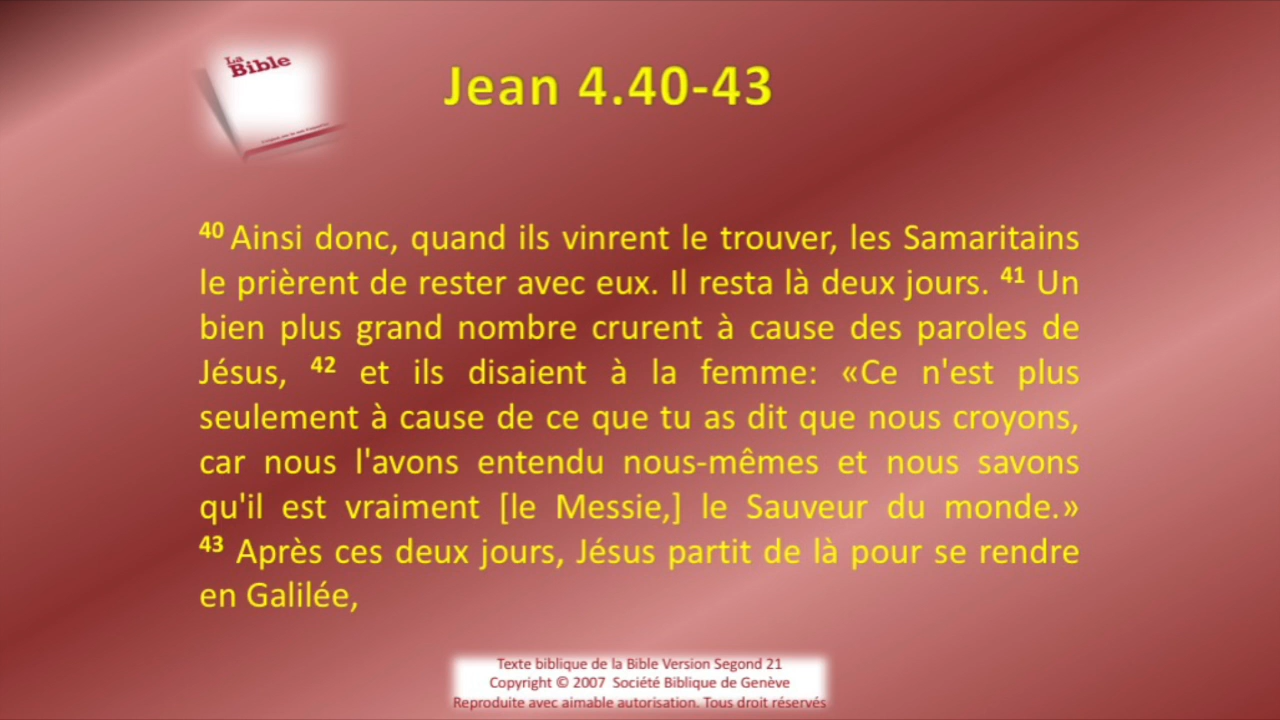 La
Bible
Jean 4.40-43
40 Ainsi donc, quand ils vinrent le trouver, les Samaritains
le prièrent de rester avec eux. Il resta là deux jours. 41 Un
bien plus grand nombre crurent à cause des paroles de
Jésus, 42 et ils disaient à la femme: «Ce n'est plus
seulement à cause de ce que tu as dit que nous croyons,
car nous l'avons entendu nous-mêmes et nous savons
qu'il est vraiment [le Messie,] le Sauveur du monde.»
43 Après ces deux jours, Jésus partit de là pour se rendre
en Galilée,
Texte biblique de la Bible Version Segond 21
Copyright © 2007 Société Biblique de Genève
Reproduite avec aimable autorisation. Tous droit réservés